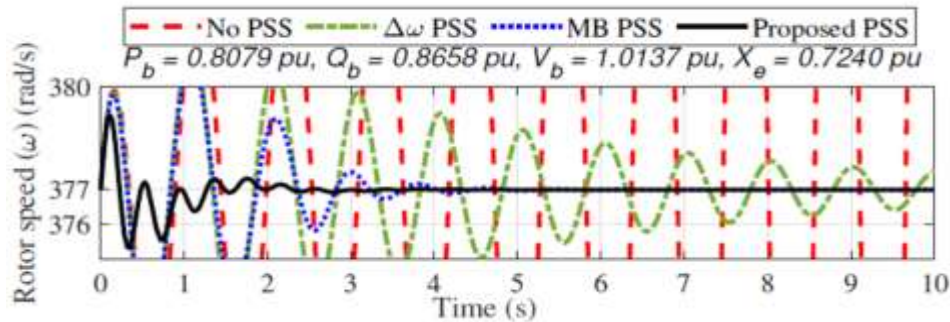 No PSS Δω PSS MB PSS Proposed PSS
P_b = 0.8079 pu, Q_b = 0.8658 pu, V_b = 1.0137 pu, X_e = 0.7240 pu
380
377
376
Rotor speed (ω) (rad/s)
0 1 2 3 4 5 6 7 8 9 10
Time (s)